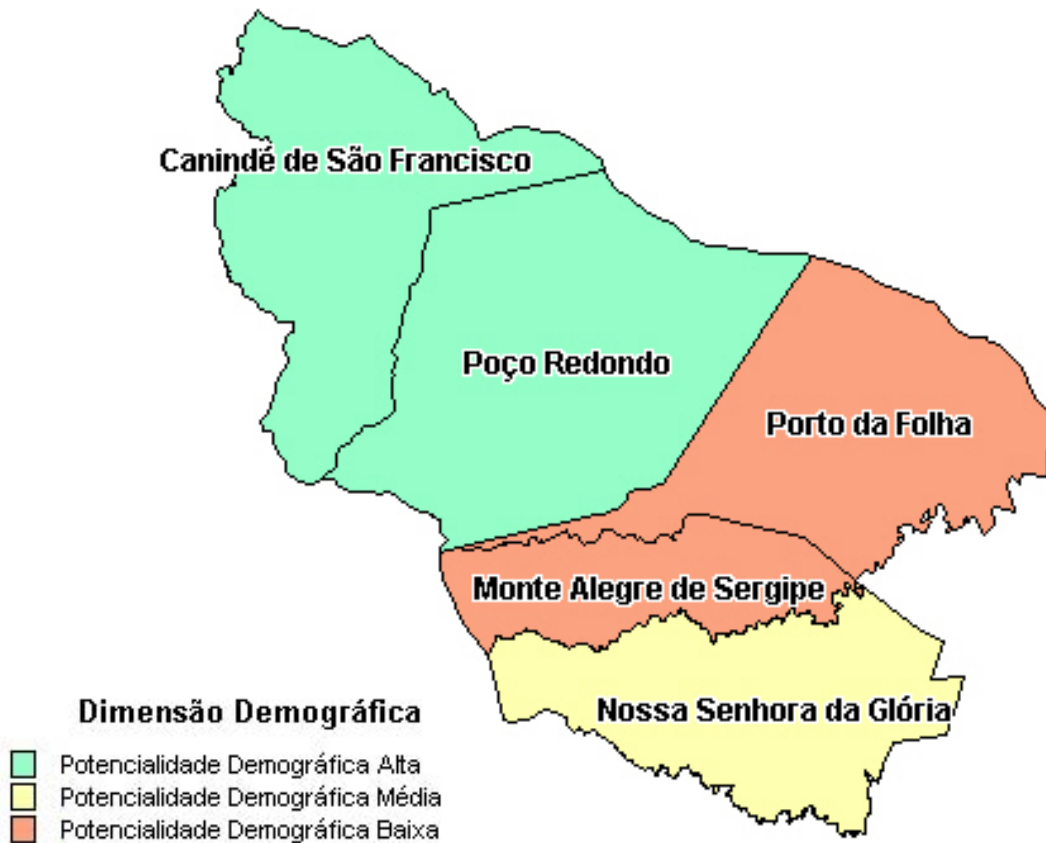 Canindé de São Francisco
Poço Redondo
Porto da Folha
Monte Alegre de Sergipe
Nossa Senhora da Glória
Dimensão Demográfica
Potencialidade Demográfica Alta
Potencialidade Demográfica Média
Potencialidade Demográfica Baixa